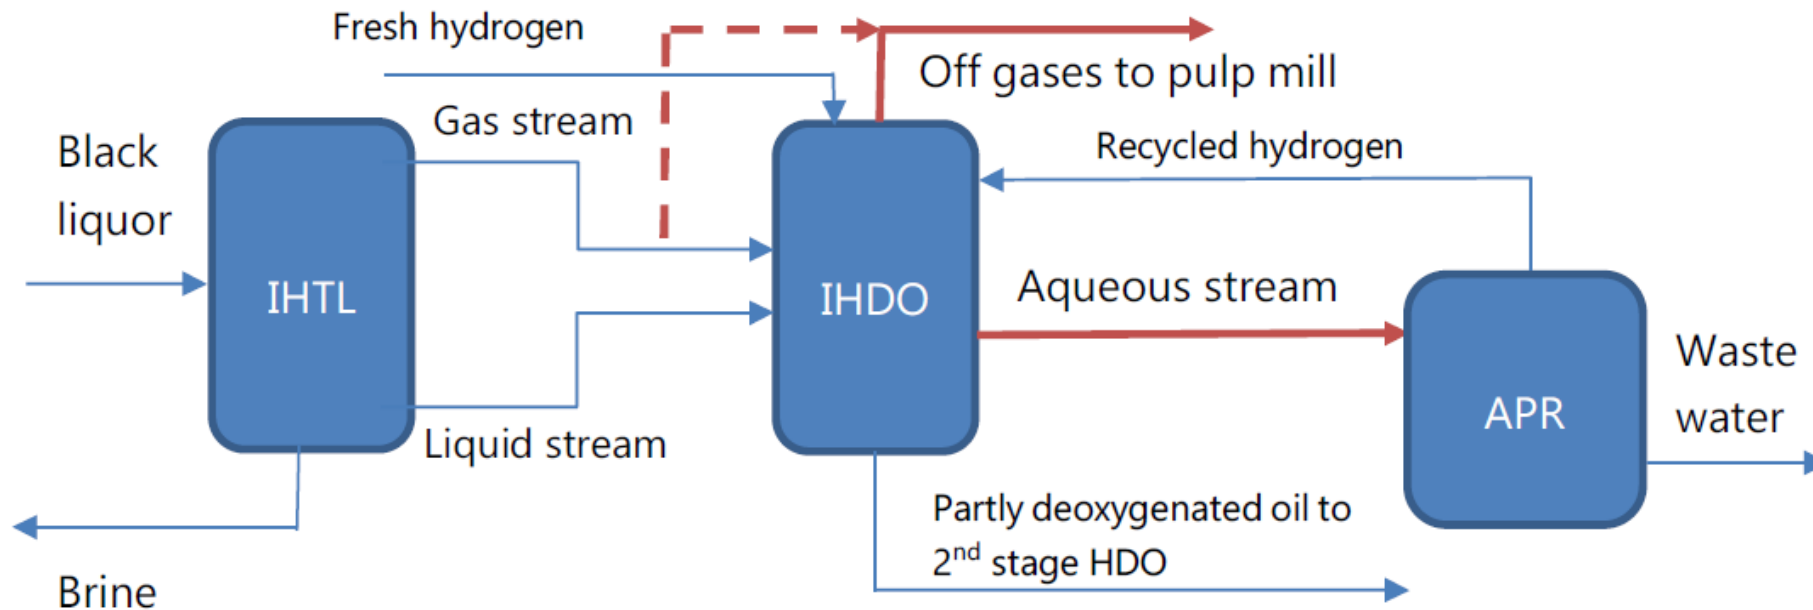 Fresh hydrogen
Off gases to pulp mill
Gas stream
Black
liquor
Recycled hydrogen
IHTL
IHDO
Aqueous stream
APR
Waste
water
Liquid stream
Partly deoxygenated oil to
2nd stage HDO
Brine